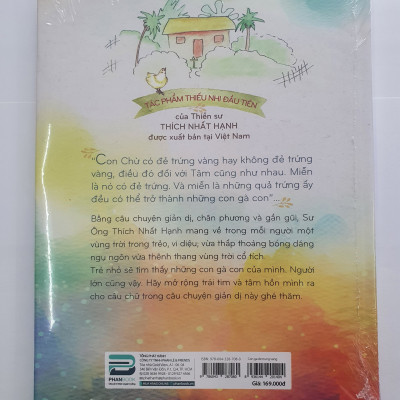 TÁC PHẨM THIẾU NHI ĐẦU TIÊN
của Thiền sư
THÍCH NHẤT HẠNH
được xuất bản tại Việt Nam
"Con Chù có đẻ trứng vàng hay không đẻ trứng
vàng, điều đó đối với Tâm cũng như nhau. Miễn
là nó có đẻ trứng. Và miễn là những quả trứng ấy
đều có thể trở thành những con gà con"...
Bằng câu chuyện giản dị, chân phương và gần gũi, Sư
Ông Thích Nhất Hạnh mang về trong mỗi người một
vùng trời trong trẻo, vi diệu; vừa thấp thoáng bóng dáng
ngụ ngôn vừa thênh thang vùng trời cổ tích.
Trẻ nhỏ sẽ tìm thấy những con gà con của mình. Người
lớn cũng vậy. Hãy mở rộng trái tim và tâm hồn mình ra
cho câu chữ trong câu chuyện giản dị này ghé thăm.
PHANBOOK
Giá: 169.000đ